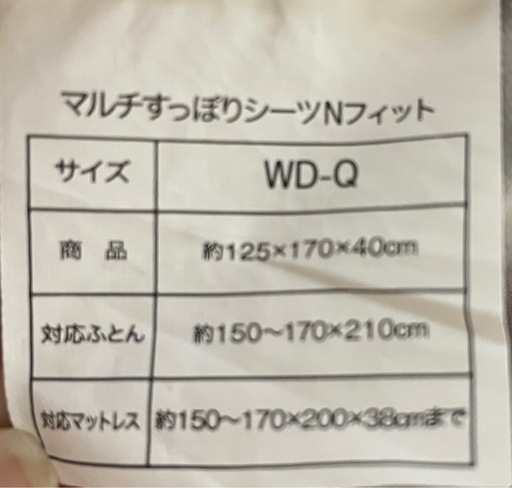 マルチすっぽりシーツNフィット
サイズ WD-Q
商品 約125×170×40cm
対応ふとん 約150〜170×210cm
対応マットレス 約150〜170×200×38cmまで